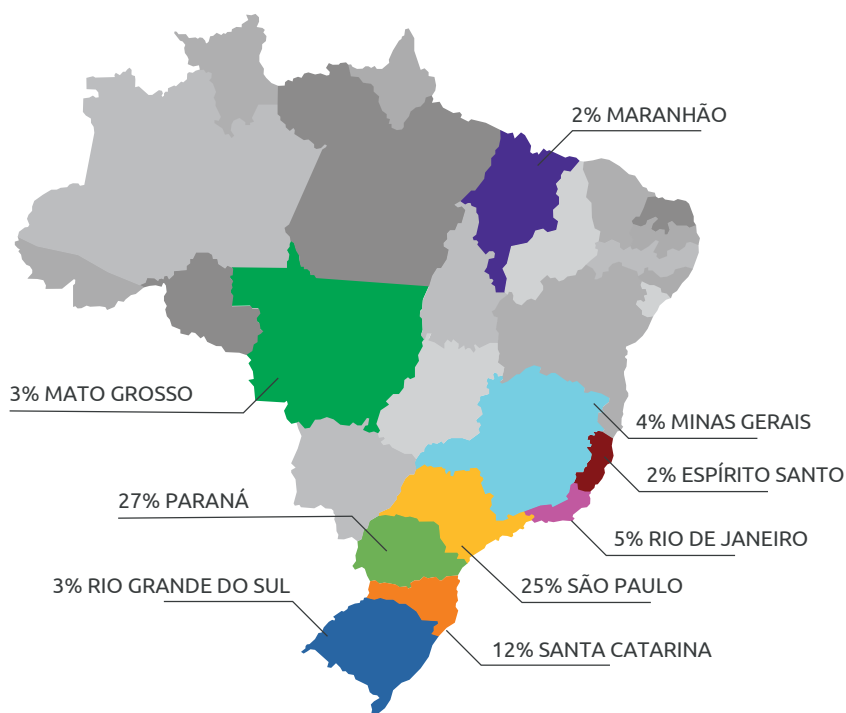 2% MARANHÃO
3% MATO GROSSO
4% MINAS GERAIS
2% ESPÍRITO SANTO
27% PARANÁ
5% RIO DE JANEIRO
3% RIO GRANDE DO SUL
25% SÃO PAULO
12% SANTA CATARINA